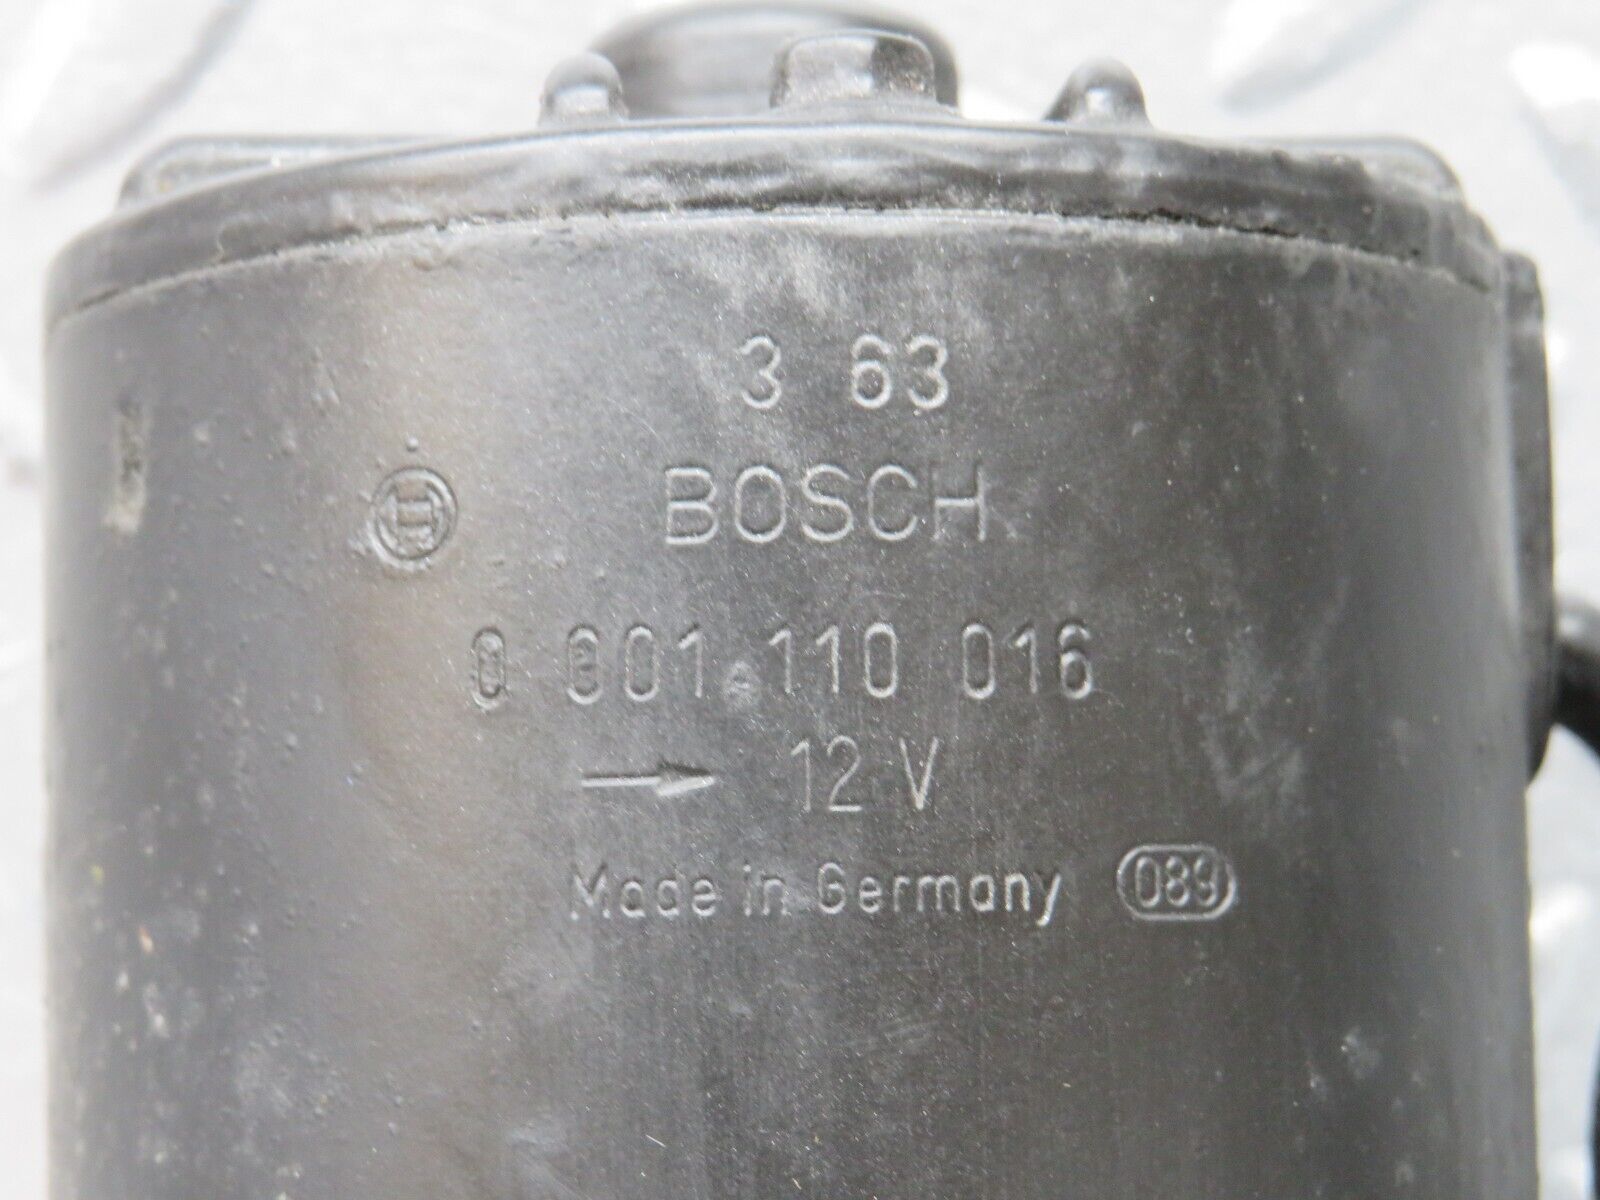 3 63
BOSCH
0 001 110 016
→ 12 V
Made in Germany 089